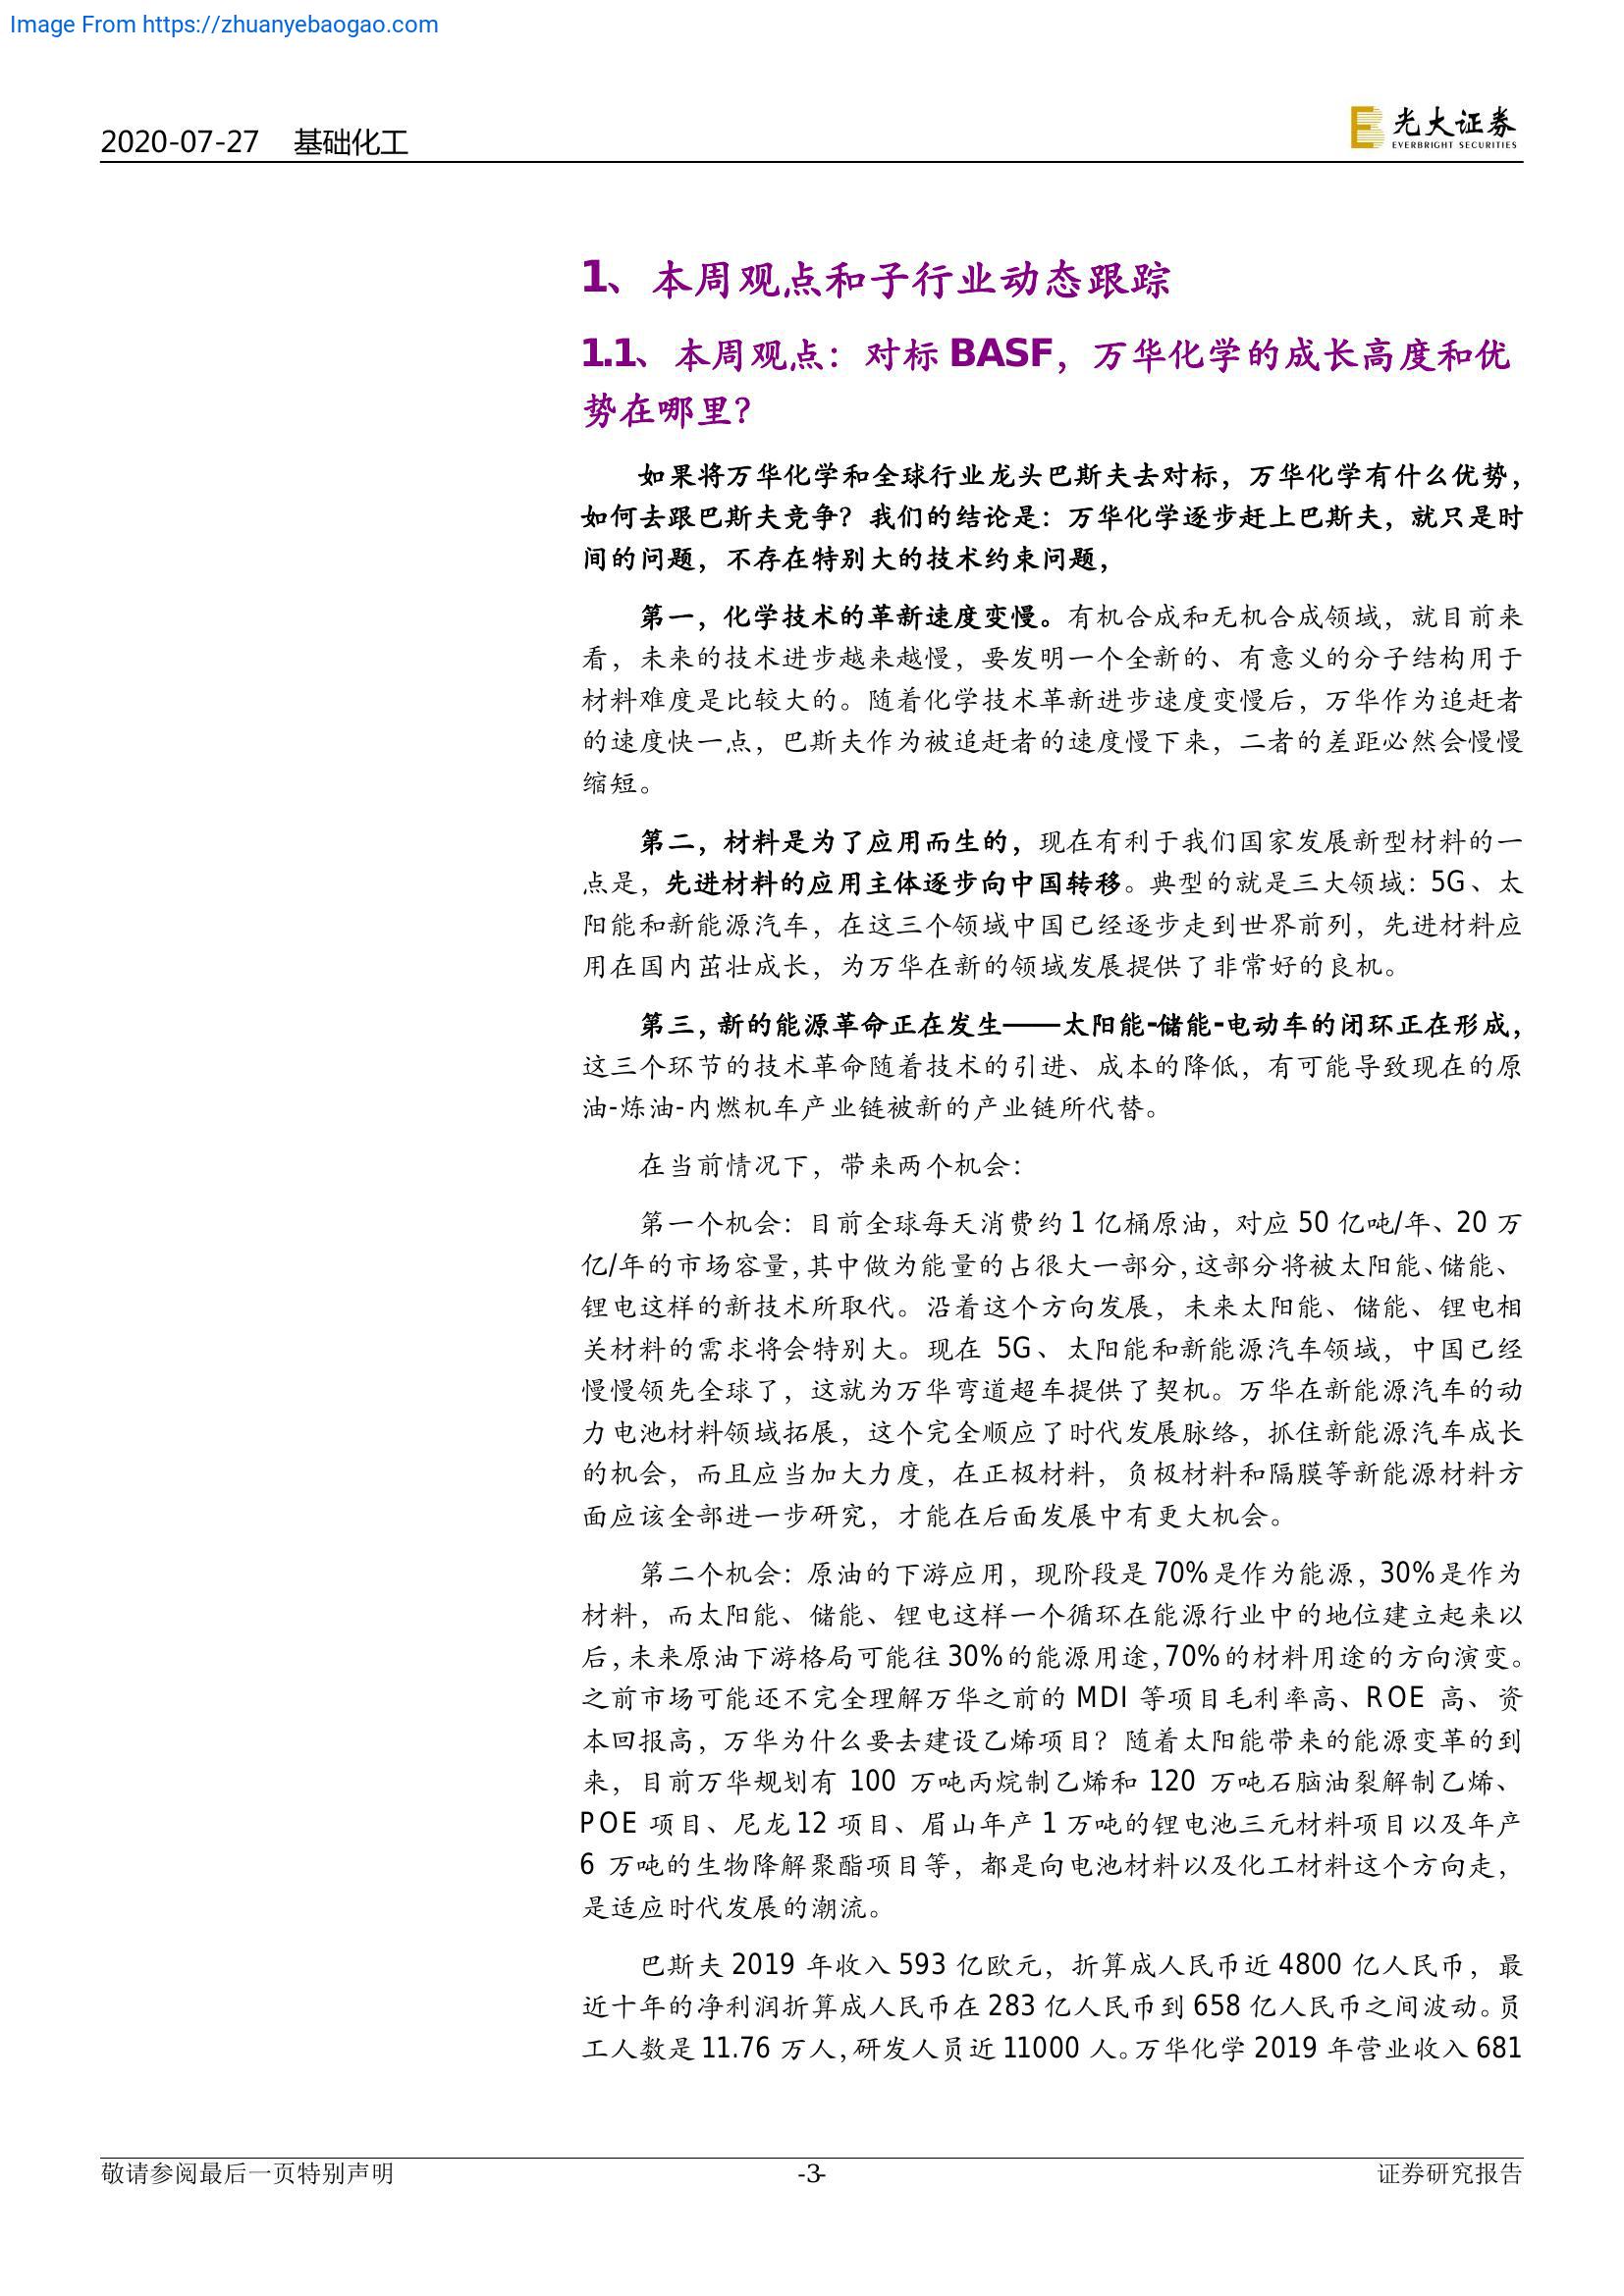 Image From https://zhuanyebaogao.com
2020-07-27 基础化工
光大证券
EVERBRIGHT SECURITIES
1、本周观点和子行业动态跟踪
1.1、本周观点：对标 BASF，万华化学的成长高度和优
势在哪里？
如果将万华化学和全球行业龙头巴斯夫去对标，万华化学有什么优势，
如何去跟巴斯夫竞争？我们的结论是：万华化学逐步赶上巴斯夫，就只是时
间的问题，不存在特别大的技术约束问题，
第一，化学技术的革新速度变慢。有机合成和无机合成领域，就目前来
看，未来的技术进步越来越慢，要发明一个全新的、有意义的分子结构用于
材料难度是比较大的。随着化学技术革新进步速度变慢后，万华作为追赶者
的速度快一点，巴斯夫作为被追赶者的速度慢下来，二者的差距必然会慢慢
缩短。
第二，材料是为了应用而生的，现在有利于我们国家发展新型材料的一
点是，先进材料的应用主体逐步向中国转移。典型的就是三大领域：5G、太
阳能和新能源汽车，在这三个领域中国已经逐步走到世界前列，先进材料应
用在国内茁壮成长，为万华在新的领域发展提供了非常好的良机。
第三，新的能源革命正在发生——太阳能-储能-电动车的闭环正在形成，
这三个环节的技术革命随着技术的引进、成本的降低，有可能导致现在的原
油-炼油-内燃机车产业链被新的产业链所代替。
在当前情况下，带来两个机会：
第一个机会：目前全球每天消费约 1 亿桶原油，对应 50 亿吨/年、20 万
亿/年的市场容量，其中做为能量的占很大一部分，这部分将被太阳能、储能、
锂电这样的新技术所取代。沿着这个方向发展，未来太阳能、储能、锂电相
关材料的需求将会特别大。现在 5G、太阳能和新能源汽车领域，中国已经
慢慢领先全球了，这就为万华弯道超车提供了契机。万华在新能源汽车的动
力电池材料领域拓展，这个完全顺应了时代发展脉络，抓住新能源汽车成长
的机会，而且应当加大力度，在正极材料，负极材料和隔膜等新能源材料方
面应该全部进一步研究，才能在后面发展中有更大机会。
第二个机会：原油的下游应用，现阶段是 70%是作为能源，30%是作为
材料，而太阳能、储能、锂电这样一个循环在能源行业中的地位建立起来以
后，未来原油下游格局可能往 30%的能源用途，70%的材料用途的方向演变。
之前市场可能还不完全理解万华之前的 MDI 等项目毛利率高、ROE 高、资
本回报高，万华为什么要去建设乙烯项目？随着太阳能带来的能源变革的到
来，目前万华规划有 100 万吨丙烷制乙烯和 120 万吨石脑油裂解制乙烯、
POE 项目、尼龙 12 项目、眉山年产 1 万吨的锂电池三元材料项目以及年产
6 万吨的生物降解聚酯项目等，都是向电池材料以及化工材料这个方向走，
是适应时代发展的潮流。
巴斯夫 2019 年收入 593 亿欧元，折算成人民币近 4800 亿人民币，最
近十年的净利润折算成人民币在 283 亿人民币到 658 亿人民币之间波动。员
工人数是 11.76 万人，研发人员近 11000 人。万华化学 2019 年营业收入 681
敬请参阅最后一页特别声明
-3-
证券研究报告